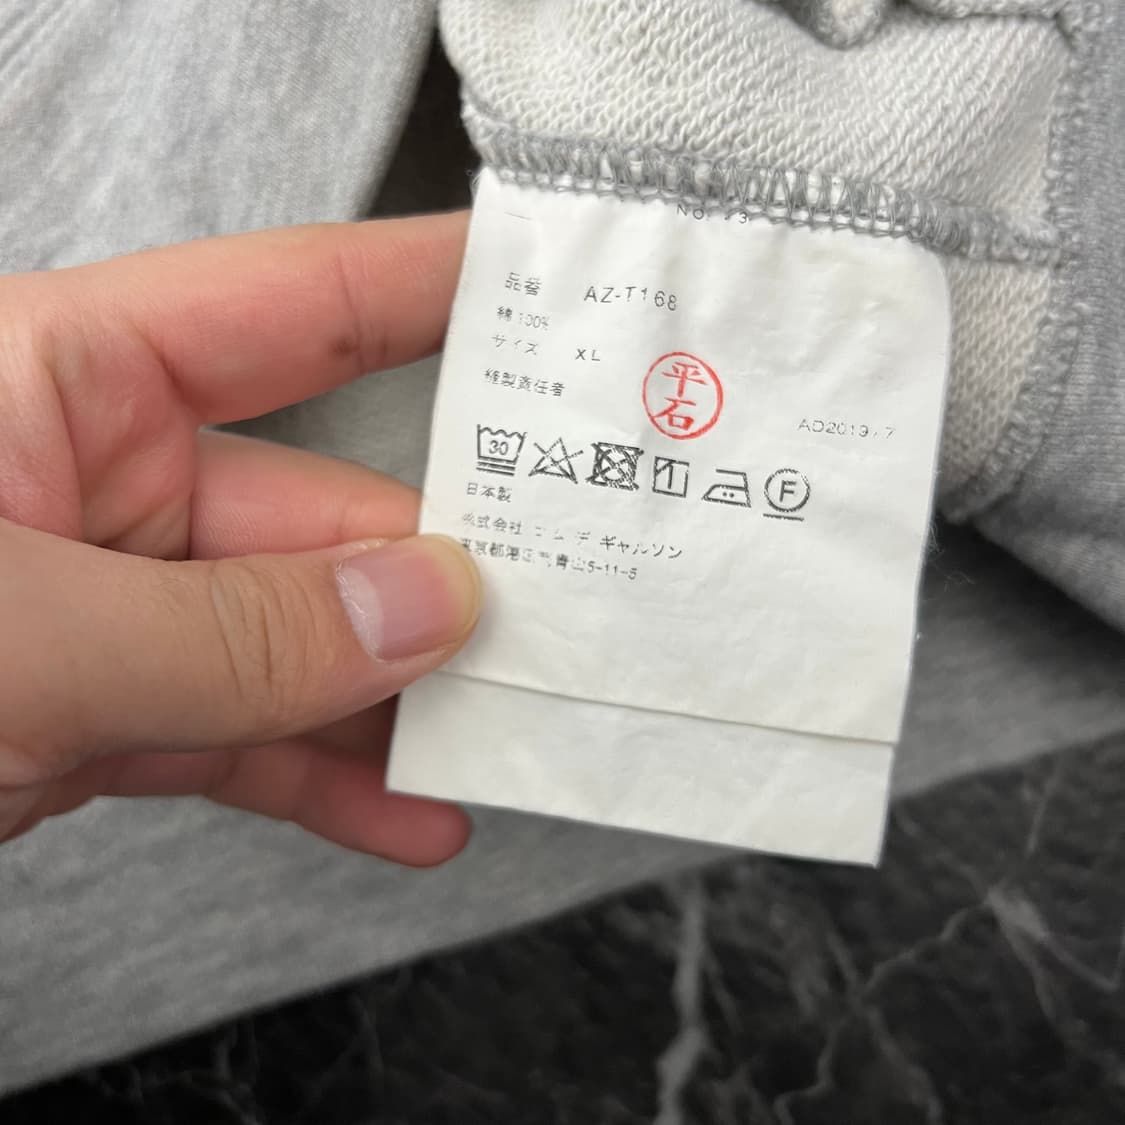 NO.
品番 AZ-T168
綿 100%
サイズ XL
縫製責任者
平石
AD2019.7
30
F
日本製
株式会社 コム デ ギャルソン
東京都港区南青山5-11-5